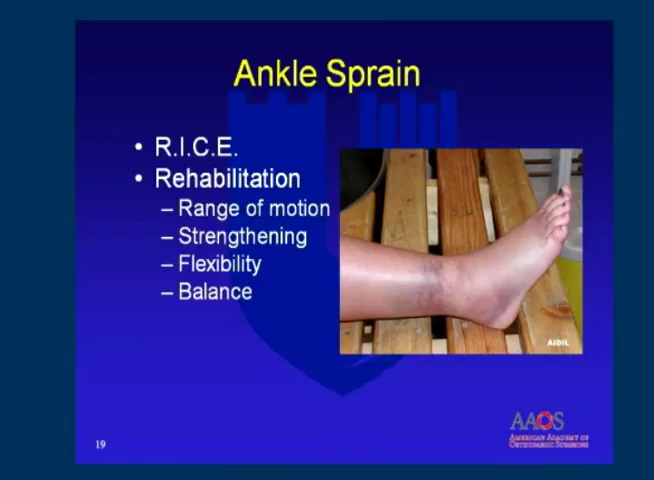 Ankle Sprain
• R.I.C.E.
• Rehabilitation
– Range of motion
– Strengthening
– Flexibility
– Balance
AIDIL
19
AAOS
AMERICAN ACADEMY OF
ORTHOPAEDIC SURGEONS